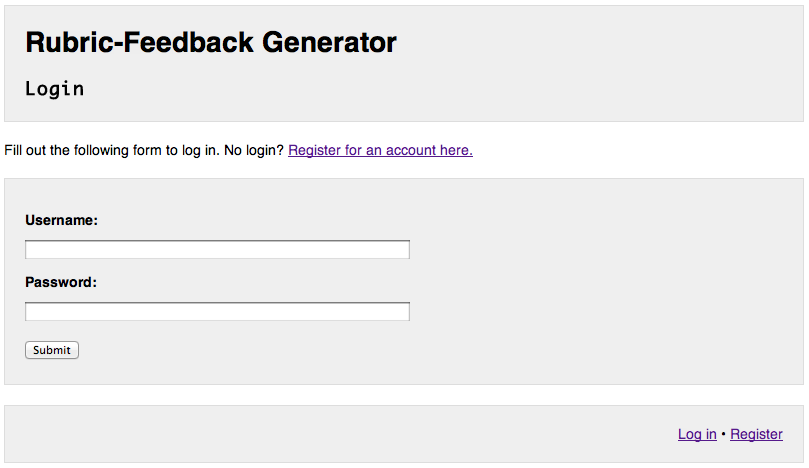 Rubric-Feedback Generator
Login
Fill out the following form to log in. No login? Register for an account here.
Username:
Password:
Submit
Log in • Register